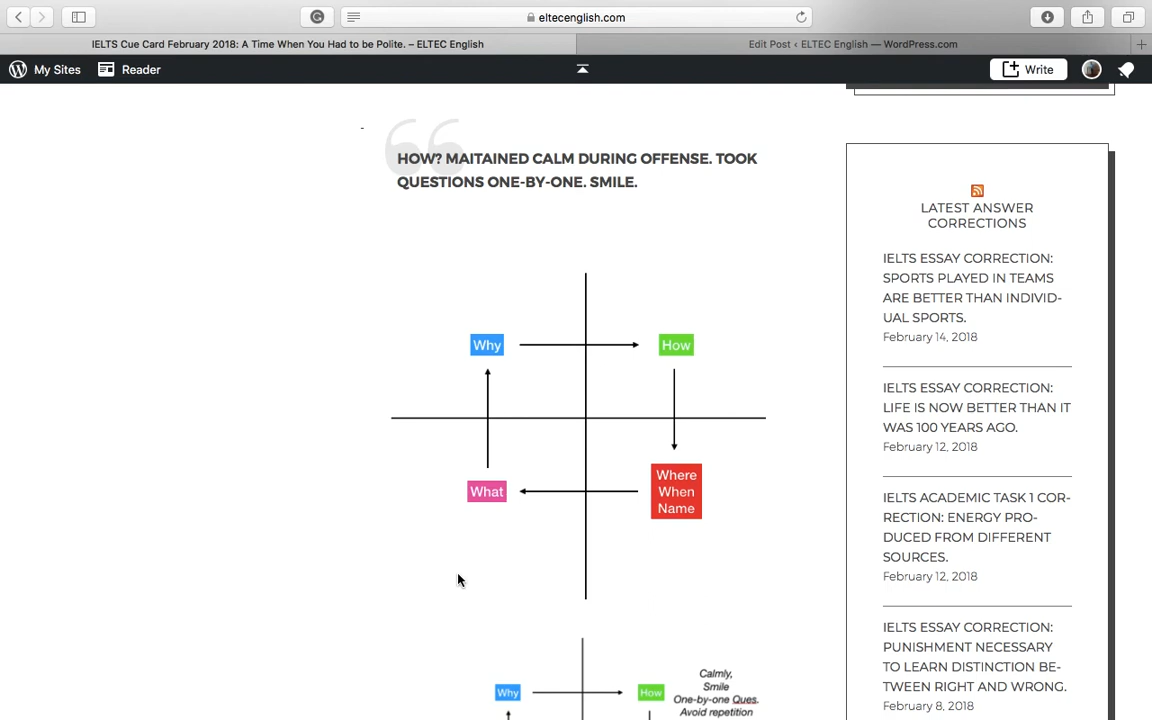 eltecenglish.com
IELTS Cue Card February 2018: A Time When You Had to be Polite. – ELTEC English
Edit Post ‹ ELTEC English — WordPress.com
My Sites
Reader
Write
HOW? MAITAINED CALM DURING OFFENSE. TOOK
QUESTIONS ONE-BY-ONE. SMILE.
Why
How
What
Where
When
Name
Why
How
Calmly,
Smile
One-by-one Ques.
Avoid repetition
LATEST ANSWER
CORRECTIONS
IELTS ESSAY CORRECTION:
SPORTS PLAYED IN TEAMS
ARE BETTER THAN INDIVID-
UAL SPORTS.
February 14, 2018
IELTS ESSAY CORRECTION:
LIFE IS NOW BETTER THAN IT
WAS 100 YEARS AGO.
February 12, 2018
IELTS ACADEMIC TASK 1 COR-
RECTION: ENERGY PRO-
DUCED FROM DIFFERENT
SOURCES.
February 12, 2018
IELTS ESSAY CORRECTION:
PUNISHMENT NECESSARY
TO LEARN DISTINCTION BE-
TWEEN RIGHT AND WRONG.
February 8, 2018